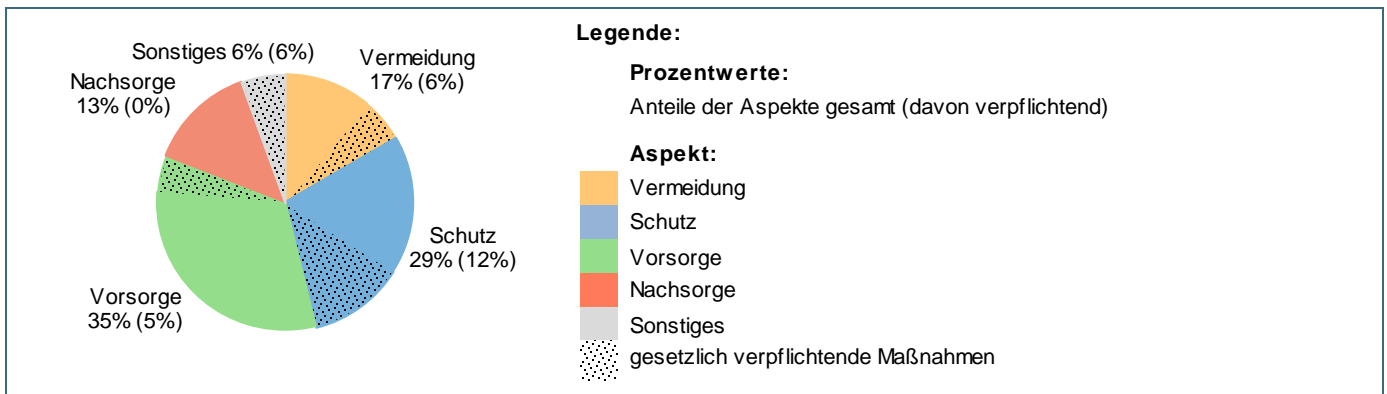 Sonstiges 6% (6%)
Vermeidung
17% (6%)
Nachsorge
13% (0%)
Schutz
29% (12%)
Vorsorge
35% (5%)
Legende:
Prozentwerte:
Anteile der Aspekte gesamt (davon verpflichtend)
Aspekt:
Vermeidung
Schutz
Vorsorge
Nachsorge
Sonstiges
gesetzlich verpflichtende Maßnahmen